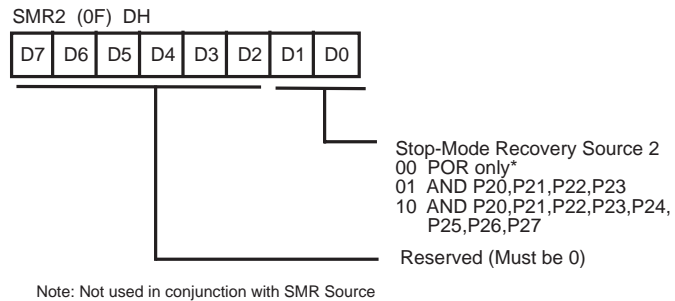 SMR2 (0F) DH
D7 D6 D5 D4 D3 D2 D1 D0
Stop-Mode Recovery Source 2
00 POR only*
01 AND P20,P21,P22,P23
10 AND P20,P21,P22,P23,P24,
P25,P26,P27
Reserved (Must be 0)
Note: Not used in conjunction with SMR Source